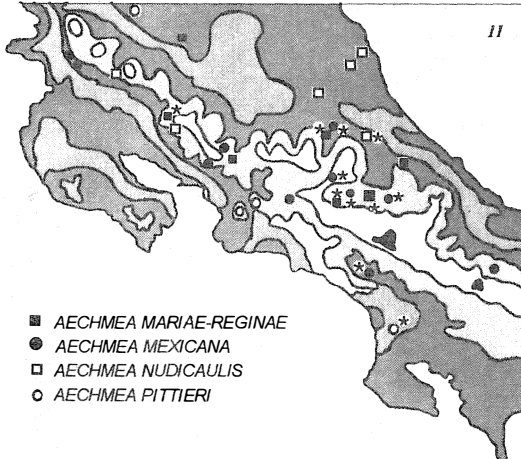 11
AECHMEA MARIAE-REGINAE
AECHMEA MEXICANA
AECHMEA NUDICAULIS
AECHMEA PITTIERI